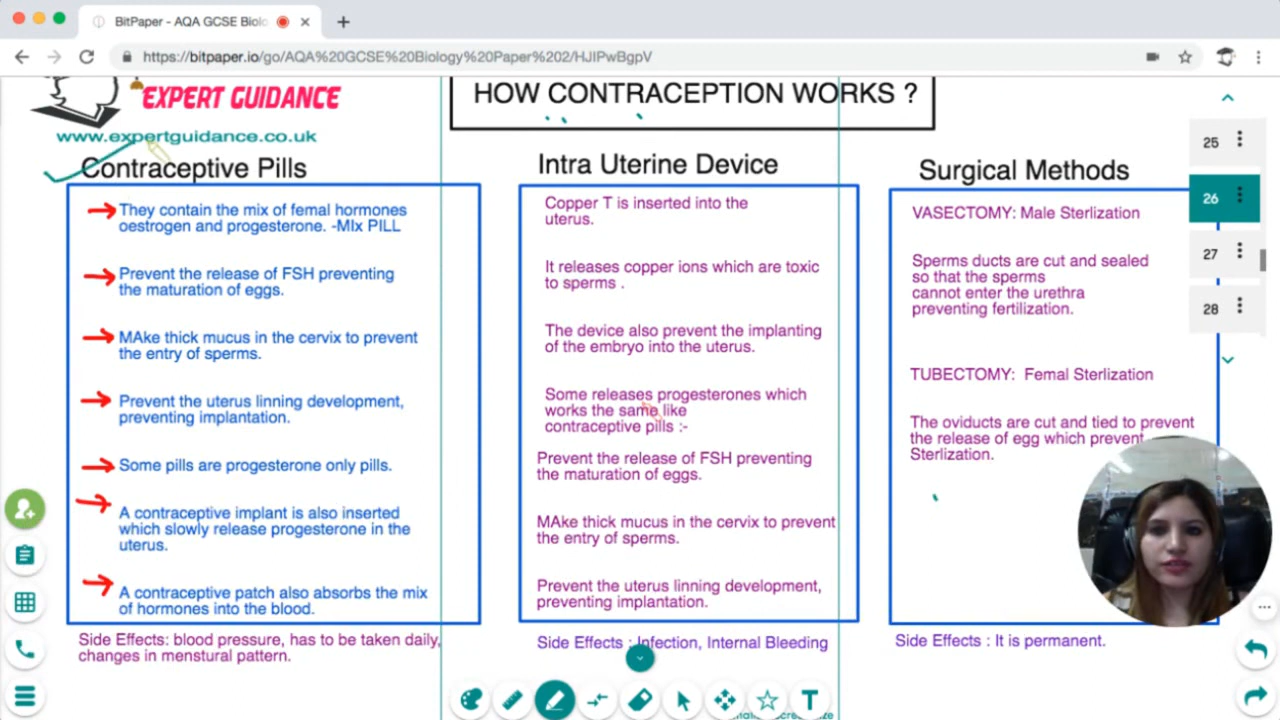 BitPaper - AQA GCSE Biolo
https://bitpaper.io/go/AQA%20GCSE%20Biology%20Paper%202/HJIPwBgpV
EXPERT GUIDANCE
www.expertguidance.co.uk
HOW CONTRACEPTION WORKS ?
Contraceptive Pills
They contain the mix of femal hormones
oestrogen and progesterone. -MIx PILL
Prevent the release of FSH preventing
the maturation of eggs.
MAke thick mucus in the cervix to prevent
the entry of sperms.
Prevent the uterus linning development,
preventing implantation.
Some pills are progesterone only pills.
A contraceptive implant is also inserted
which slowly release progesterone in the
uterus.
A contraceptive patch also absorbs the mix
of hormones into the blood.
Side Effects: blood pressure, has to be taken daily,
changes in menstural pattern.
Intra Uterine Device
Copper T is inserted into the
uterus.
It releases copper ions which are toxic
to sperms .
The device also prevent the implanting
of the embryo into the uterus.
Some releases progesterones which
works the same like
contraceptive pills :-
Prevent the release of FSH preventing
the maturation of eggs.
MAke thick mucus in the cervix to prevent
the entry of sperms.
Prevent the uterus linning development,
preventing implantation.
Side Effects : Infection, Internal Bleeding
Surgical Methods
VASECTOMY: Male Sterlization
Sperms ducts are cut and sealed
so that the sperms
cannot enter the urethra
preventing fertilization.
TUBECTOMY: Femal Sterlization
The oviducts are cut and tied to prevent
the release of egg which prevent
Sterlization.
Side Effects : It is permanent.
25
26
27
28
T